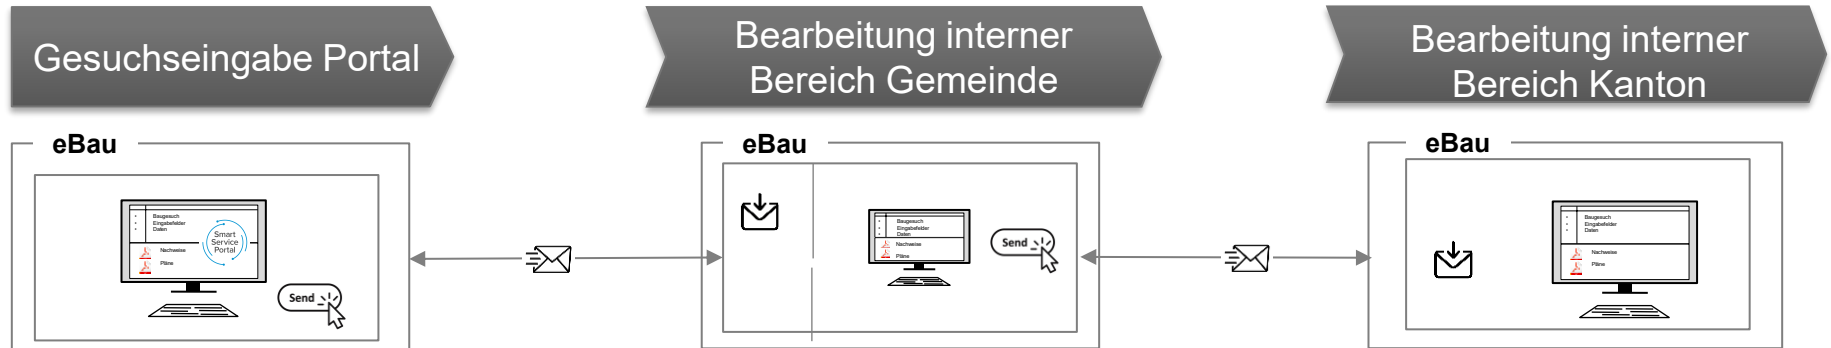 Gesuchseingabe Portal
Bearbeitung interner
Bereich Gemeinde
Bearbeitung interner
Bereich Kanton
eBau
Baugesuch
Eingabefelder
Daten
Nachweise
Pläne
Smart
Service
Portal
Send
eBau
Baugesuch
Eingabefelder
Daten
Nachweise
Pläne
Send
eBau
Baugesuch
Eingabefelder
Daten
Nachweise
Pläne